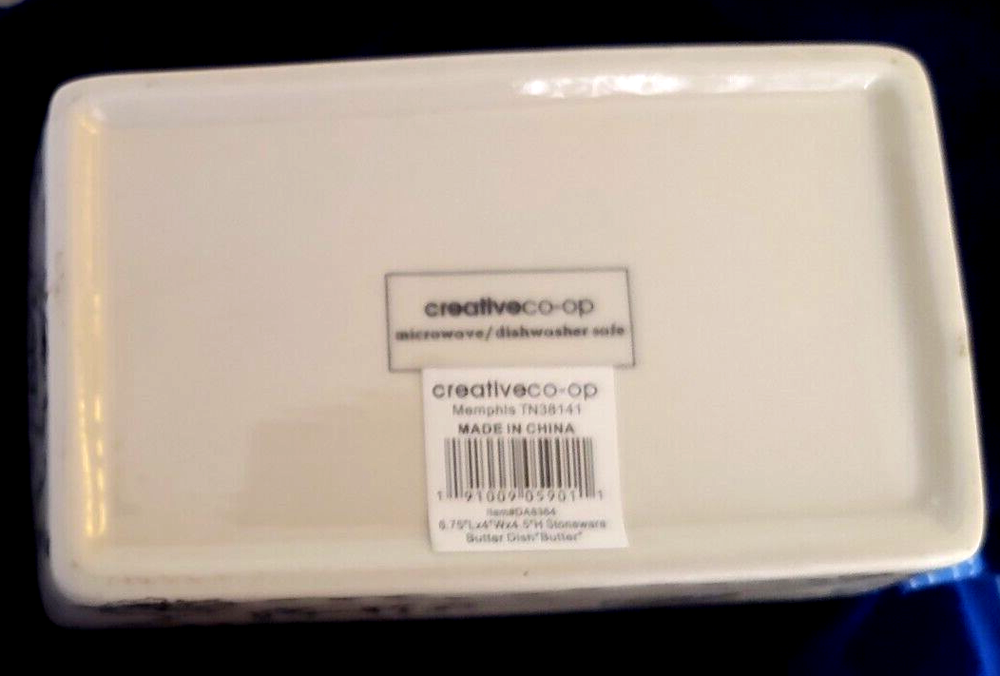 creativeco-op
microwave/dishwasher safe
creativeco-op
Memphis TN38141
MADE IN CHINA
1 91009 05901 1
Item#DA8364
6.75"Lx4"Wx4.5"H Stoneware
Butter Dish"Butter"